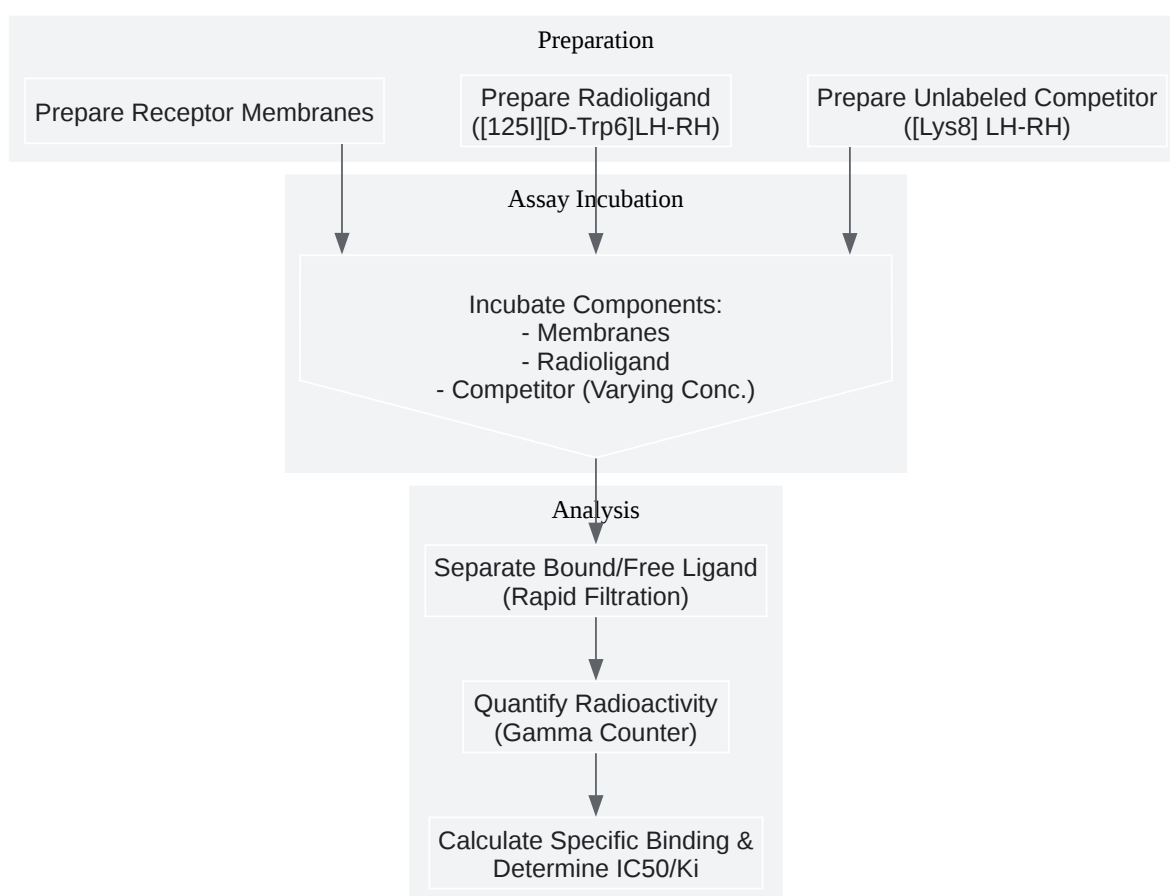 Preparation
Prepare Receptor Membranes
Prepare Radioligand
([125I][D-Trp6]LH-RH)
Prepare Unlabeled Competitor
([Lys8] LH-RH)
Assay Incubation
Incubate Components:
- Membranes
- Radioligand
- Competitor (Varying Conc.)
Analysis
Separate Bound/Free Ligand
(Rapid Filtration)
Quantify Radioactivity
(Gamma Counter)
Calculate Specific Binding &
Determine IC50/Ki